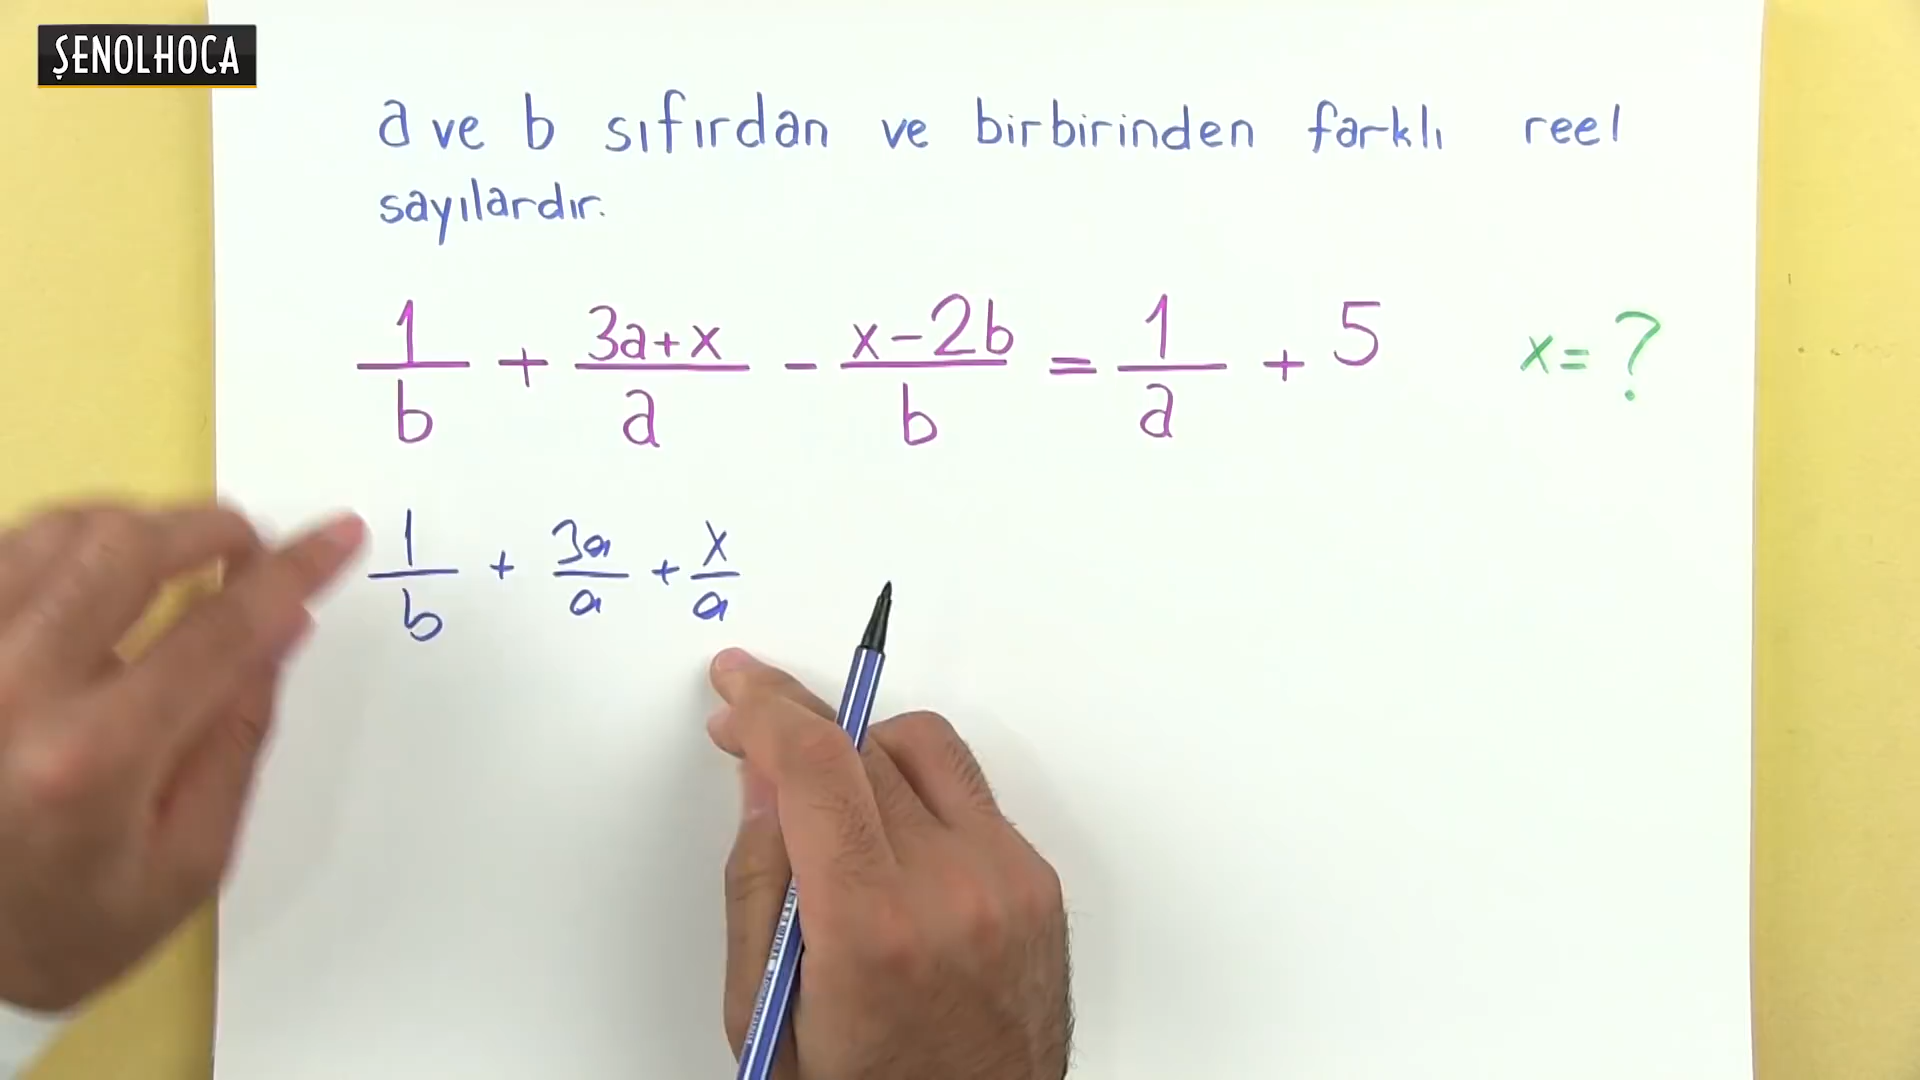 ŞENOLHOCA
a ve b sıfırdan ve birbirinden farklı reel
sayılardır.
1/b + (3a+x)/a - (x-2b)/b = 1/a + 5 x=?
1/b + 3a/a + x/a